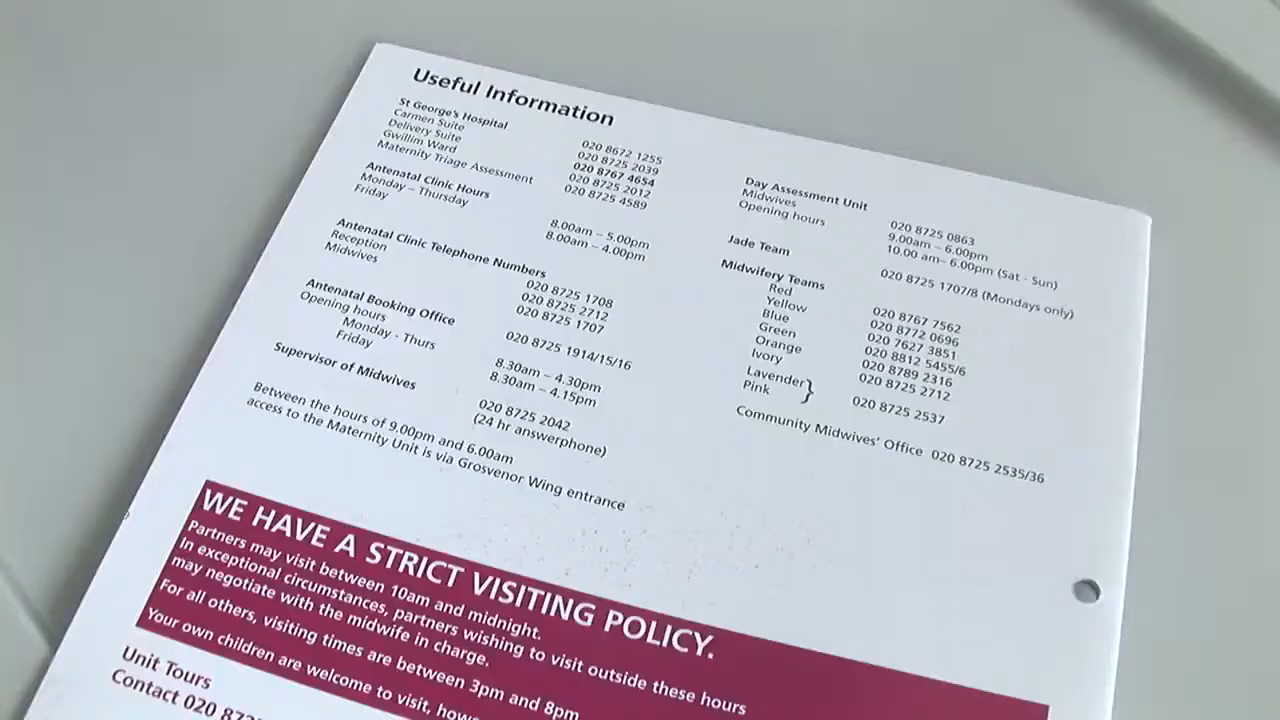 Useful Information
St George's Hospital 020 8672 1255
Carmen Suite 020 8725 2039
Delivery Suite 020 8767 4654
Gwillim Ward 020 8725 2012
Maternity Triage Assessment 020 8725 4589
Antenatal Clinic Hours
Monday – Thursday 8.00am – 5.00pm
Friday 8.00am – 4.00pm
Antenatal Clinic Telephone Numbers 020 8725 1708
Reception 020 8725 2712
Midwives 020 8725 1707
Antenatal Booking Office 020 8725 1914/15/16
Opening hours
Monday - Thurs 8.30am – 4.30pm
Friday 8.30am – 4.15pm
Supervisor of Midwives 020 8725 2042
(24 hr answerphone)
Between the hours of 9.00pm and 6.00am
access to the Maternity Unit is via Grosvenor Wing entrance
Day Assessment Unit
Midwives 020 8725 0863
Opening hours 9.00am – 6.00pm
10.00 am– 6.00pm (Sat - Sun)
Jade Team 020 8725 1707/8 (Mondays only)
Midwifery Teams
Red 020 8767 7562
Yellow 020 8772 0696
Blue 020 7627 3851
Green 020 8812 5455/6
Orange 020 8789 2316
Ivory 020 8725 2712
Lavender
Pink } 020 8725 2537
Community Midwives' Office 020 8725 2535/36
WE HAVE A STRICT VISITING POLICY.
Partners may visit between 10am and midnight.
In exceptional circumstances, partners wishing to visit outside these hours
may negotiate with the midwife in charge.
For all others, visiting times are between 3pm and 8pm
Your own children are welcome to visit,
Unit Tours
Contact 020